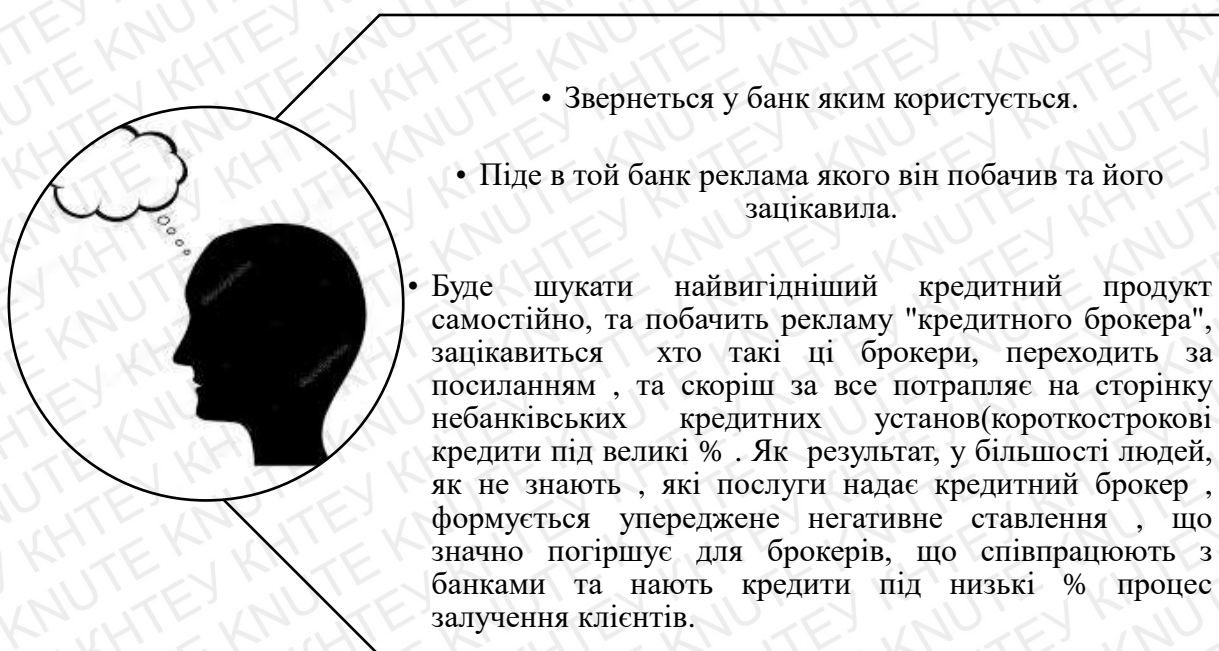 • Звернеться у банк яким користується.
• Піде в той банк реклама якого він побачив та його
зацікавила.
• Буде шукати найвигідніший кредитний продукт
самостійно, та побачить рекламу "кредитного брокера",
зацікавиться хто такі ці брокери, переходить за
посиланням , та скоріш за все потрапляє на сторінку
небанківських кредитних установ(короткострокові
кредити під великі % . Як результат, у більшості людей,
як не знають , які послуги надає кредитний брокер ,
формується упереджене негативне ставлення , що
значно погіршує для брокерів, що співпрацюють з
банками та нають кредити під низькі % процес
залучення клієнтів.